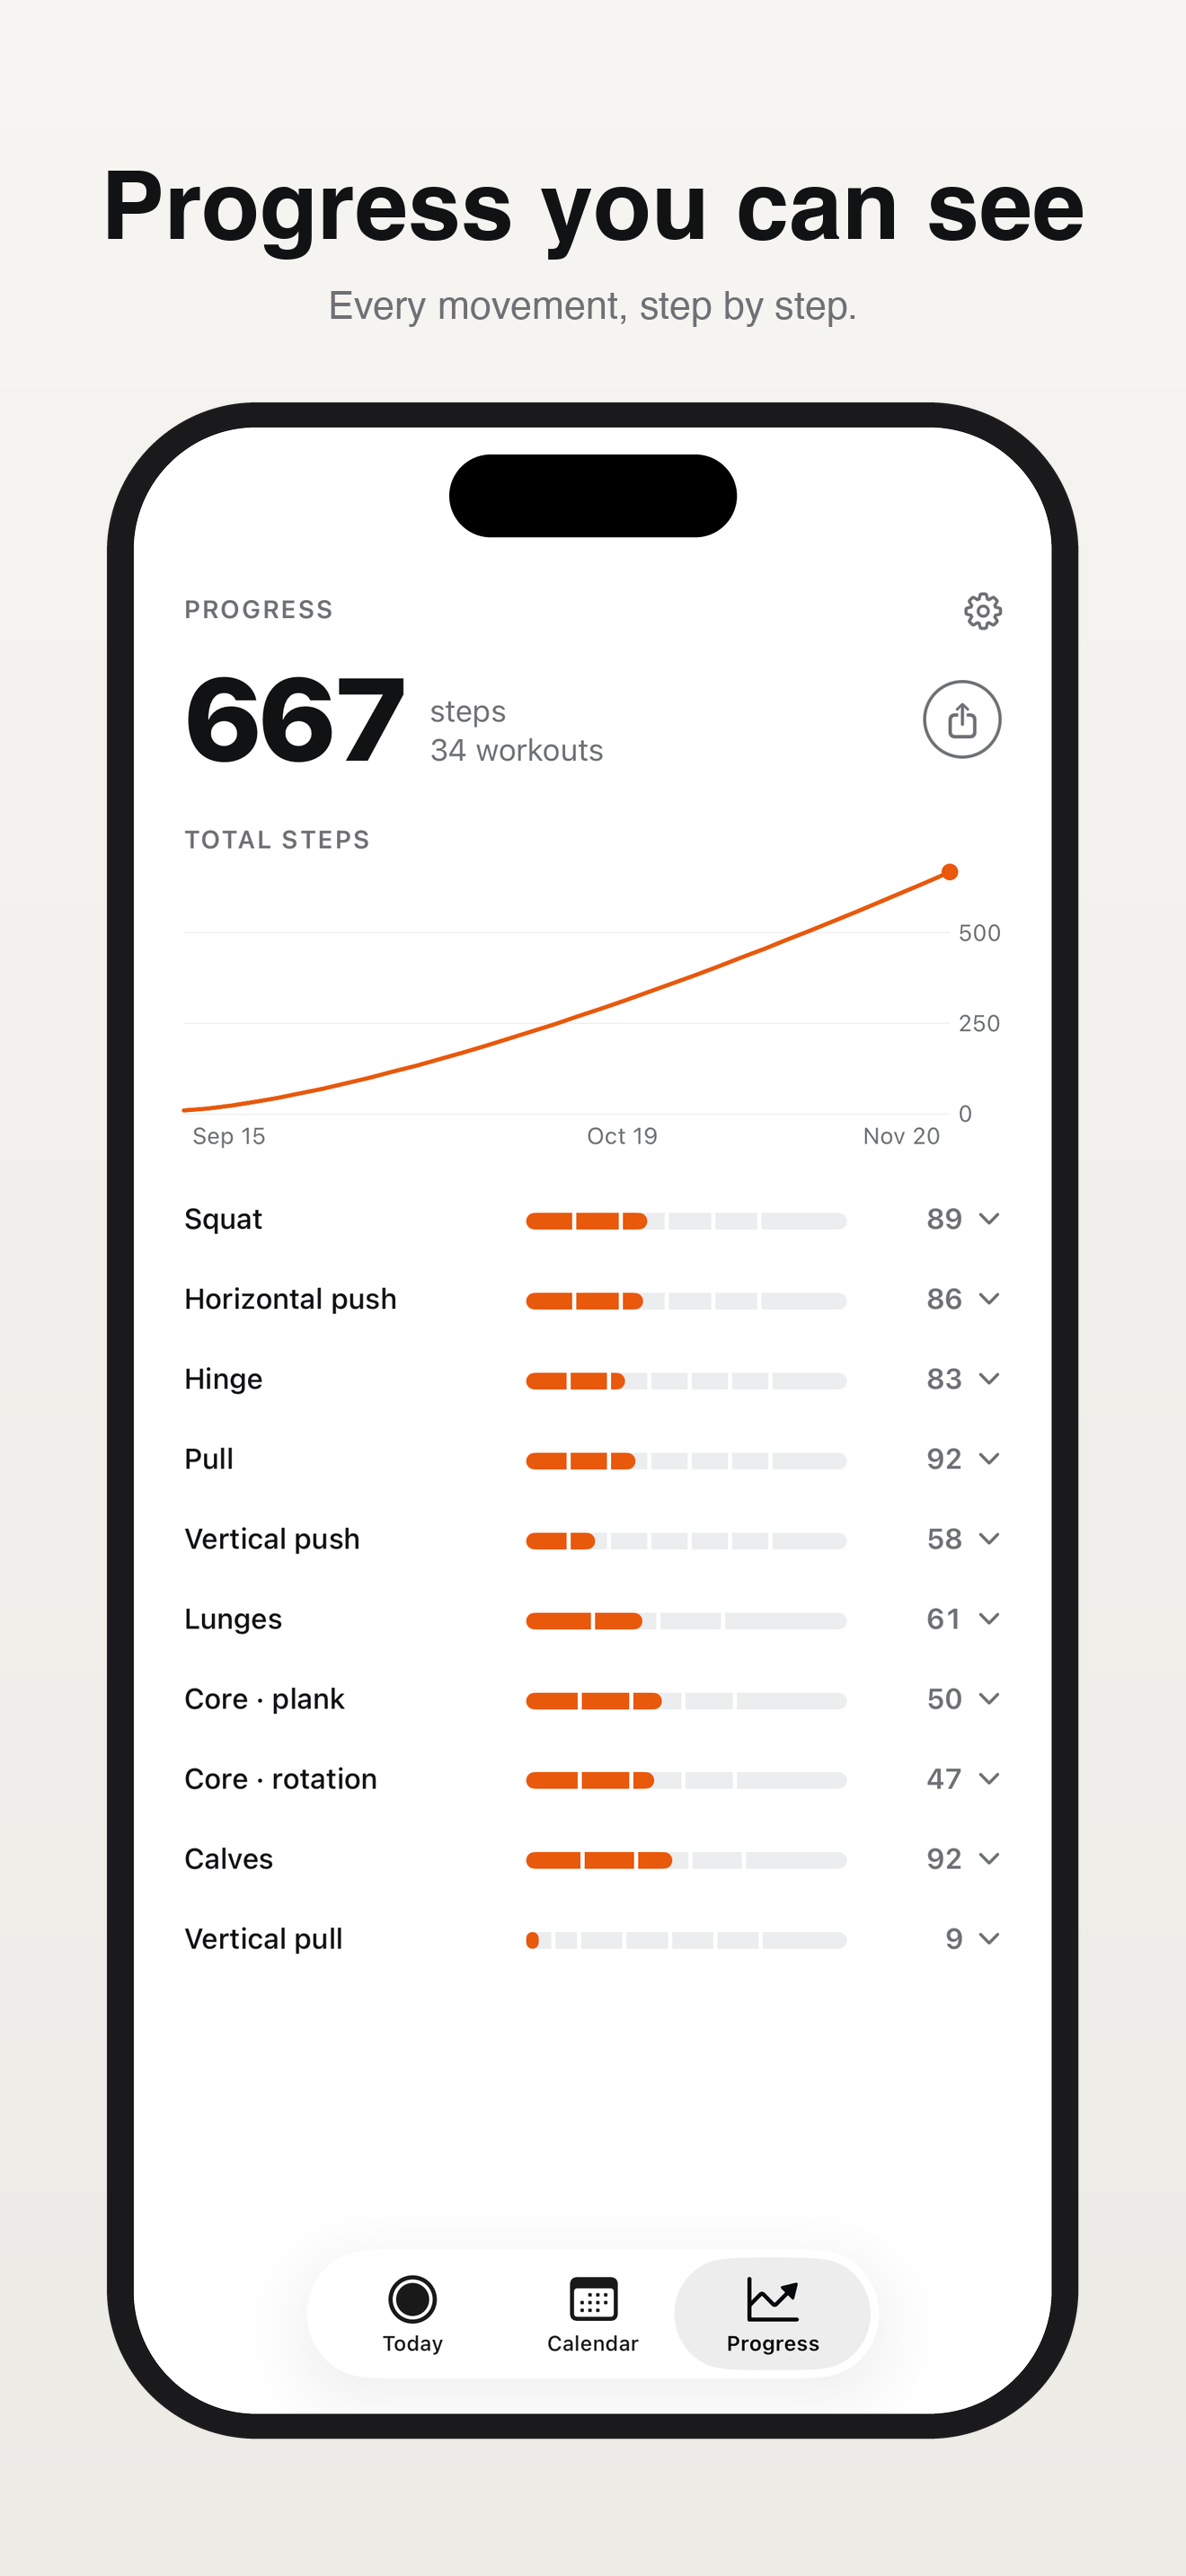 Progress you can see
Every movement, step by step.
PROGRESS
667 steps
34 workouts
TOTAL STEPS
500
250
0
Sep 15 Oct 19 Nov 20
Squat 89
Horizontal push 86
Hinge 83
Pull 92
Vertical push 58
Lunges 61
Core · plank 50
Core · rotation 47
Calves 92
Vertical pull 9
Today Calendar Progress